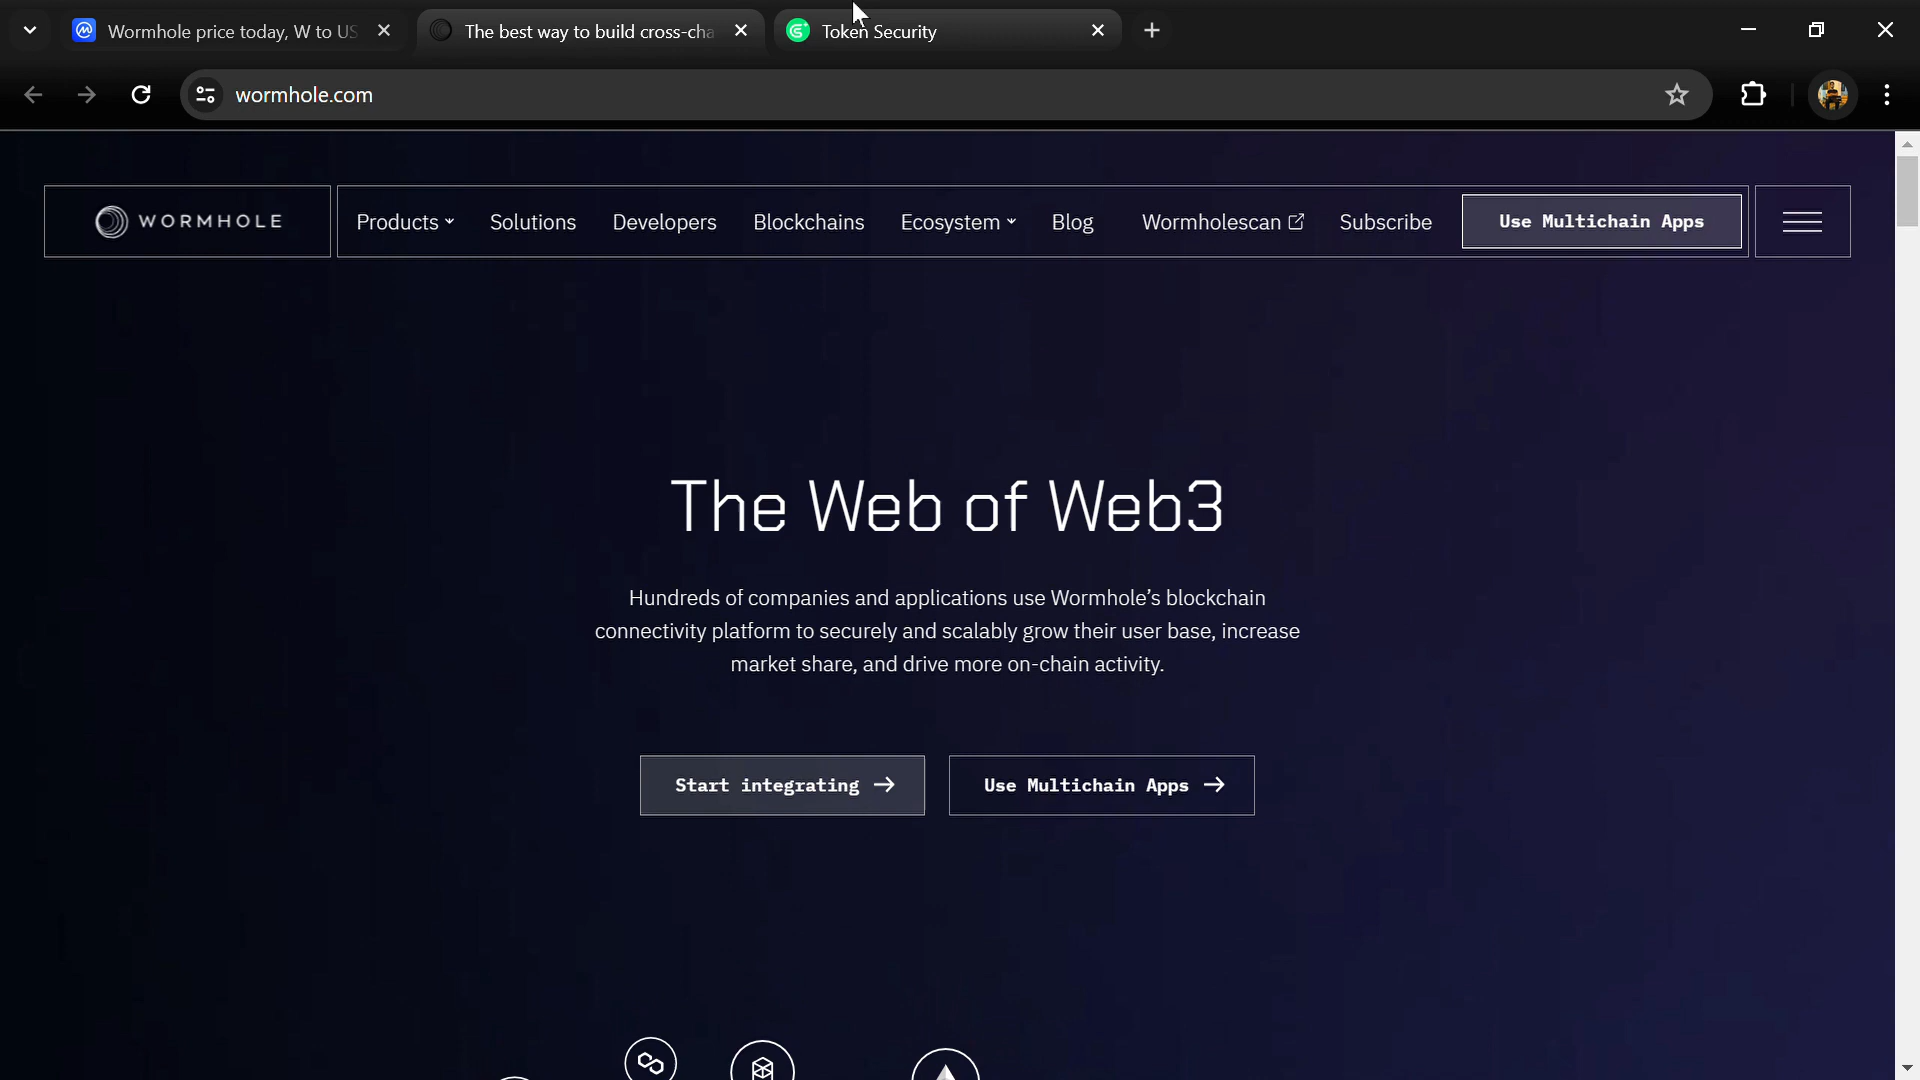 Wormhole price today, W to US
The best way to build cross-cha
Token Security
wormhole.com
WORMHOLE
Products
Solutions
Developers
Blockchains
Ecosystem
Blog
Wormholescan
Subscribe
Use Multichain Apps
The Web of Web3
Hundreds of companies and applications use Wormhole’s blockchain
connectivity platform to securely and scalably grow their user base, increase
market share, and drive more on-chain activity.
Start integrating →
Use Multichain Apps →